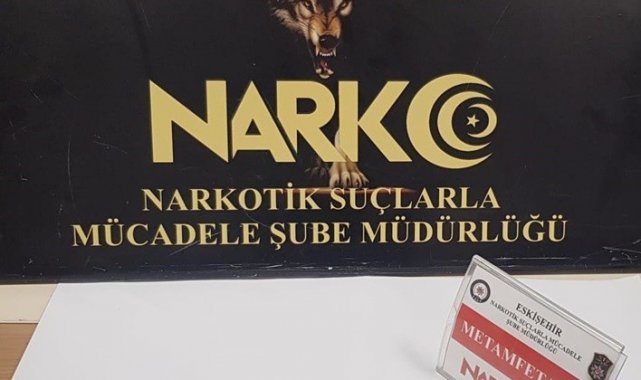 NARKO
NARKOTİK SUÇLARLA
MÜCADELE ŞUBE MÜDÜRLÜĞÜ
ESKİŞEHİR
NARKOTİK SUÇLARLA MÜCADELE
ŞUBE MÜDÜRLÜĞÜ